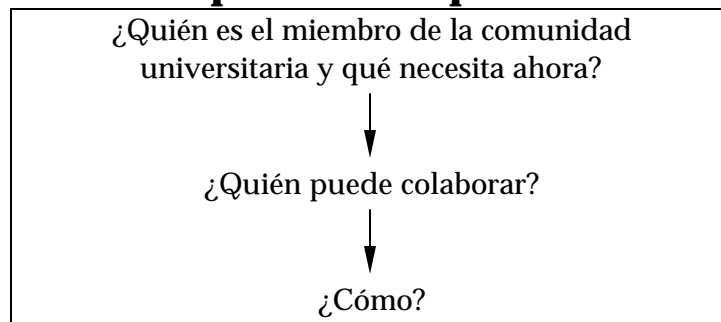 ¿Quién es el miembro de la comunidad
universitaria y qué necesita ahora?
¿Quién puede colaborar?
¿Cómo?